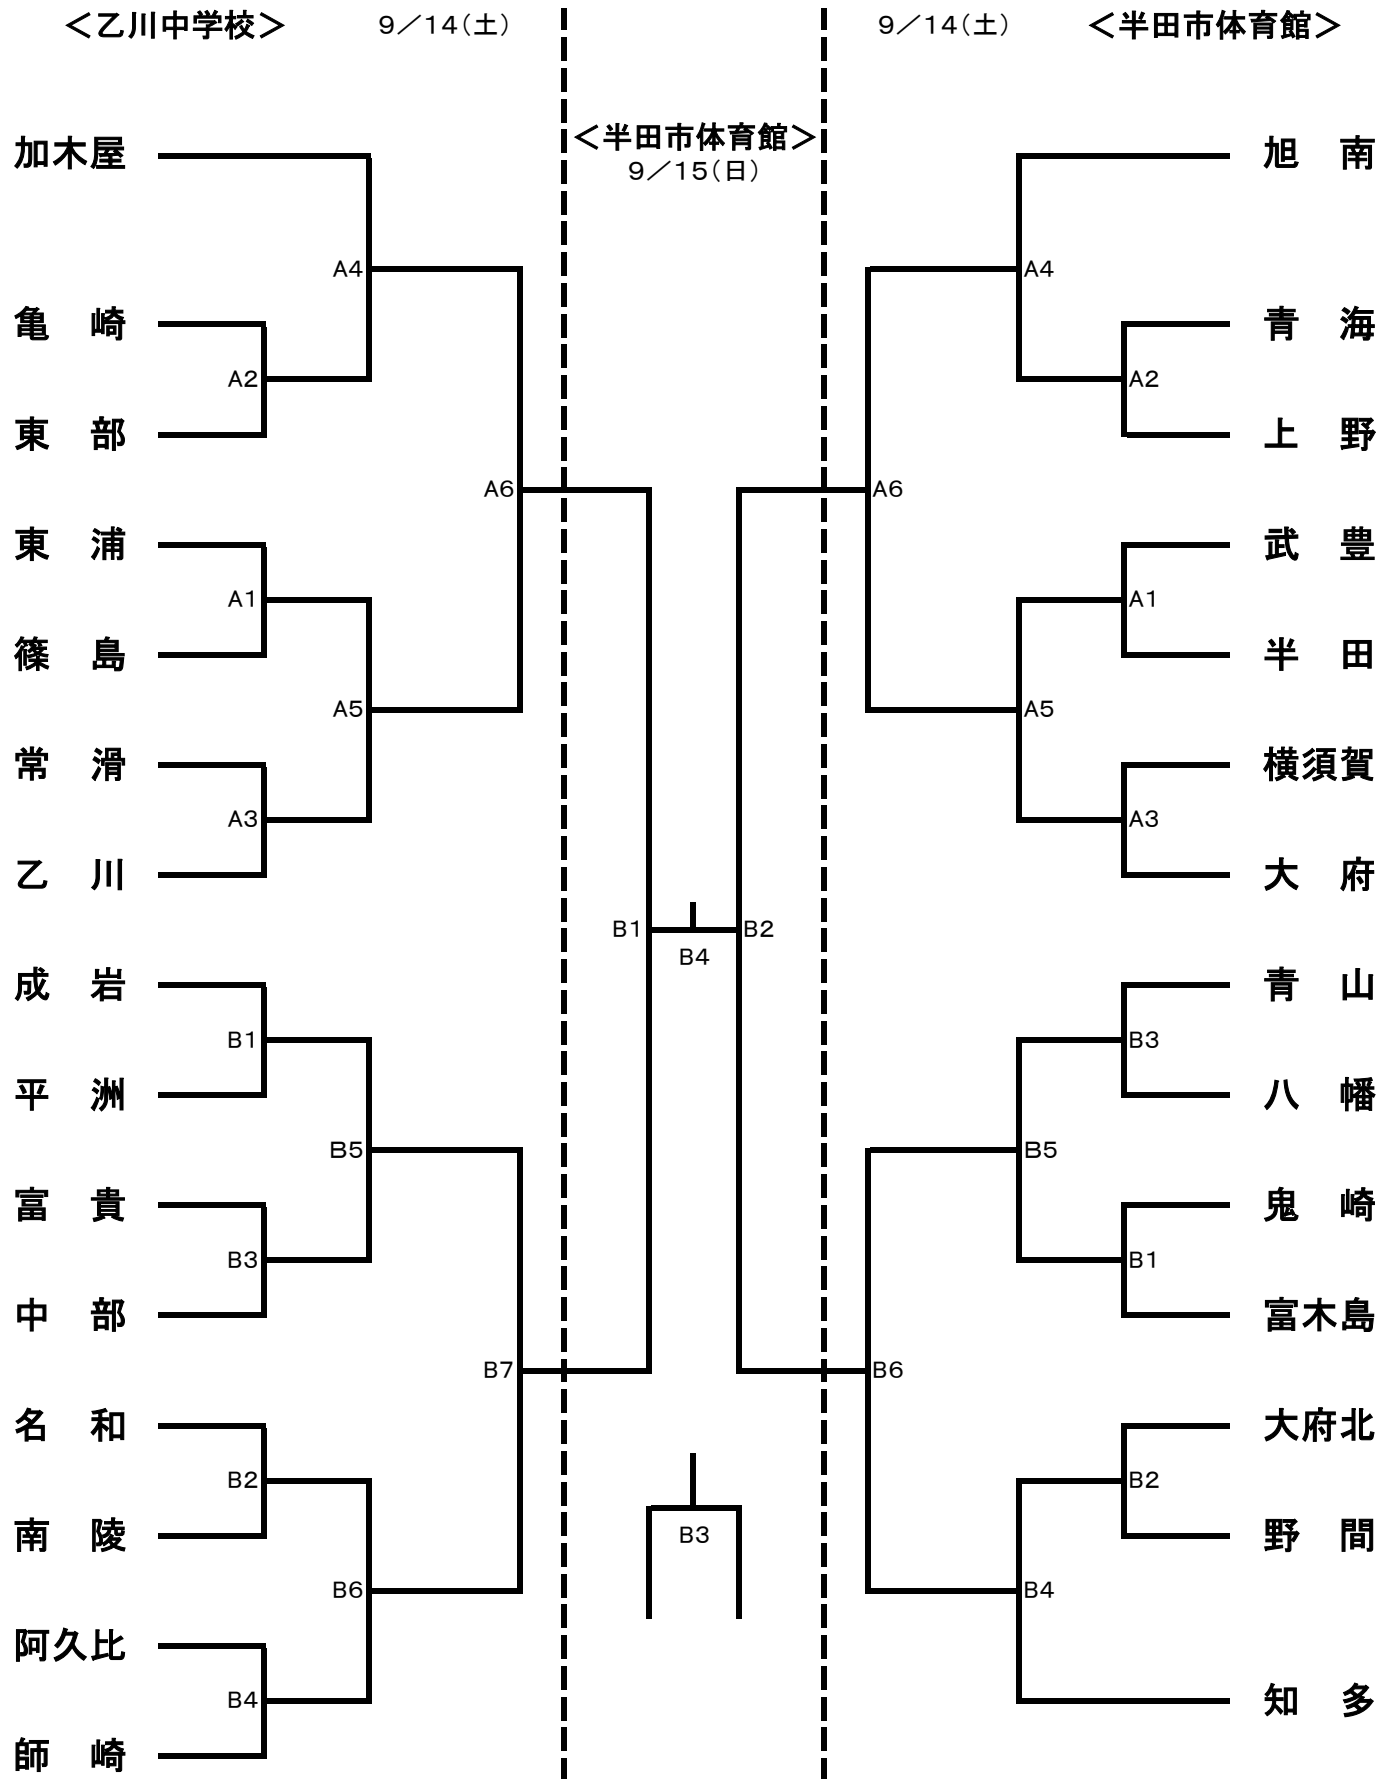 ＜乙川中学校＞ 9／14(土) 9／14(土) ＜半田市体育館＞
＜半田市体育館＞
9／15(日)
加木屋 旭　南
A4 A4
亀　崎 青　海
A2 A2
東　部 上　野
A6 A6
東　浦 武　豊
A1 A1
篠　島 半　田
A5 A5
常　滑 横須賀
A3 A3
乙　川 大　府
B1 B2
B4
成　岩 青　山
B1 B3
平　洲 八　幡
B5 B5
富　貴 鬼　崎
B3 B1
中　部 富木島
B7 B6
名　和 大府北
B2 B2
南　陵 野　間
B3
B6 B4
阿久比
B4 知　多
師　崎